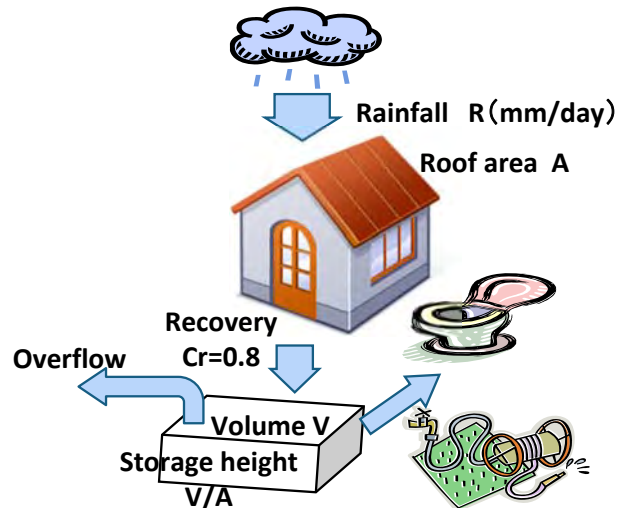 Rainfall R（mm/day）
Roof area A
Recovery
Cr=0.8
Overflow
Volume V
Storage height
V/A